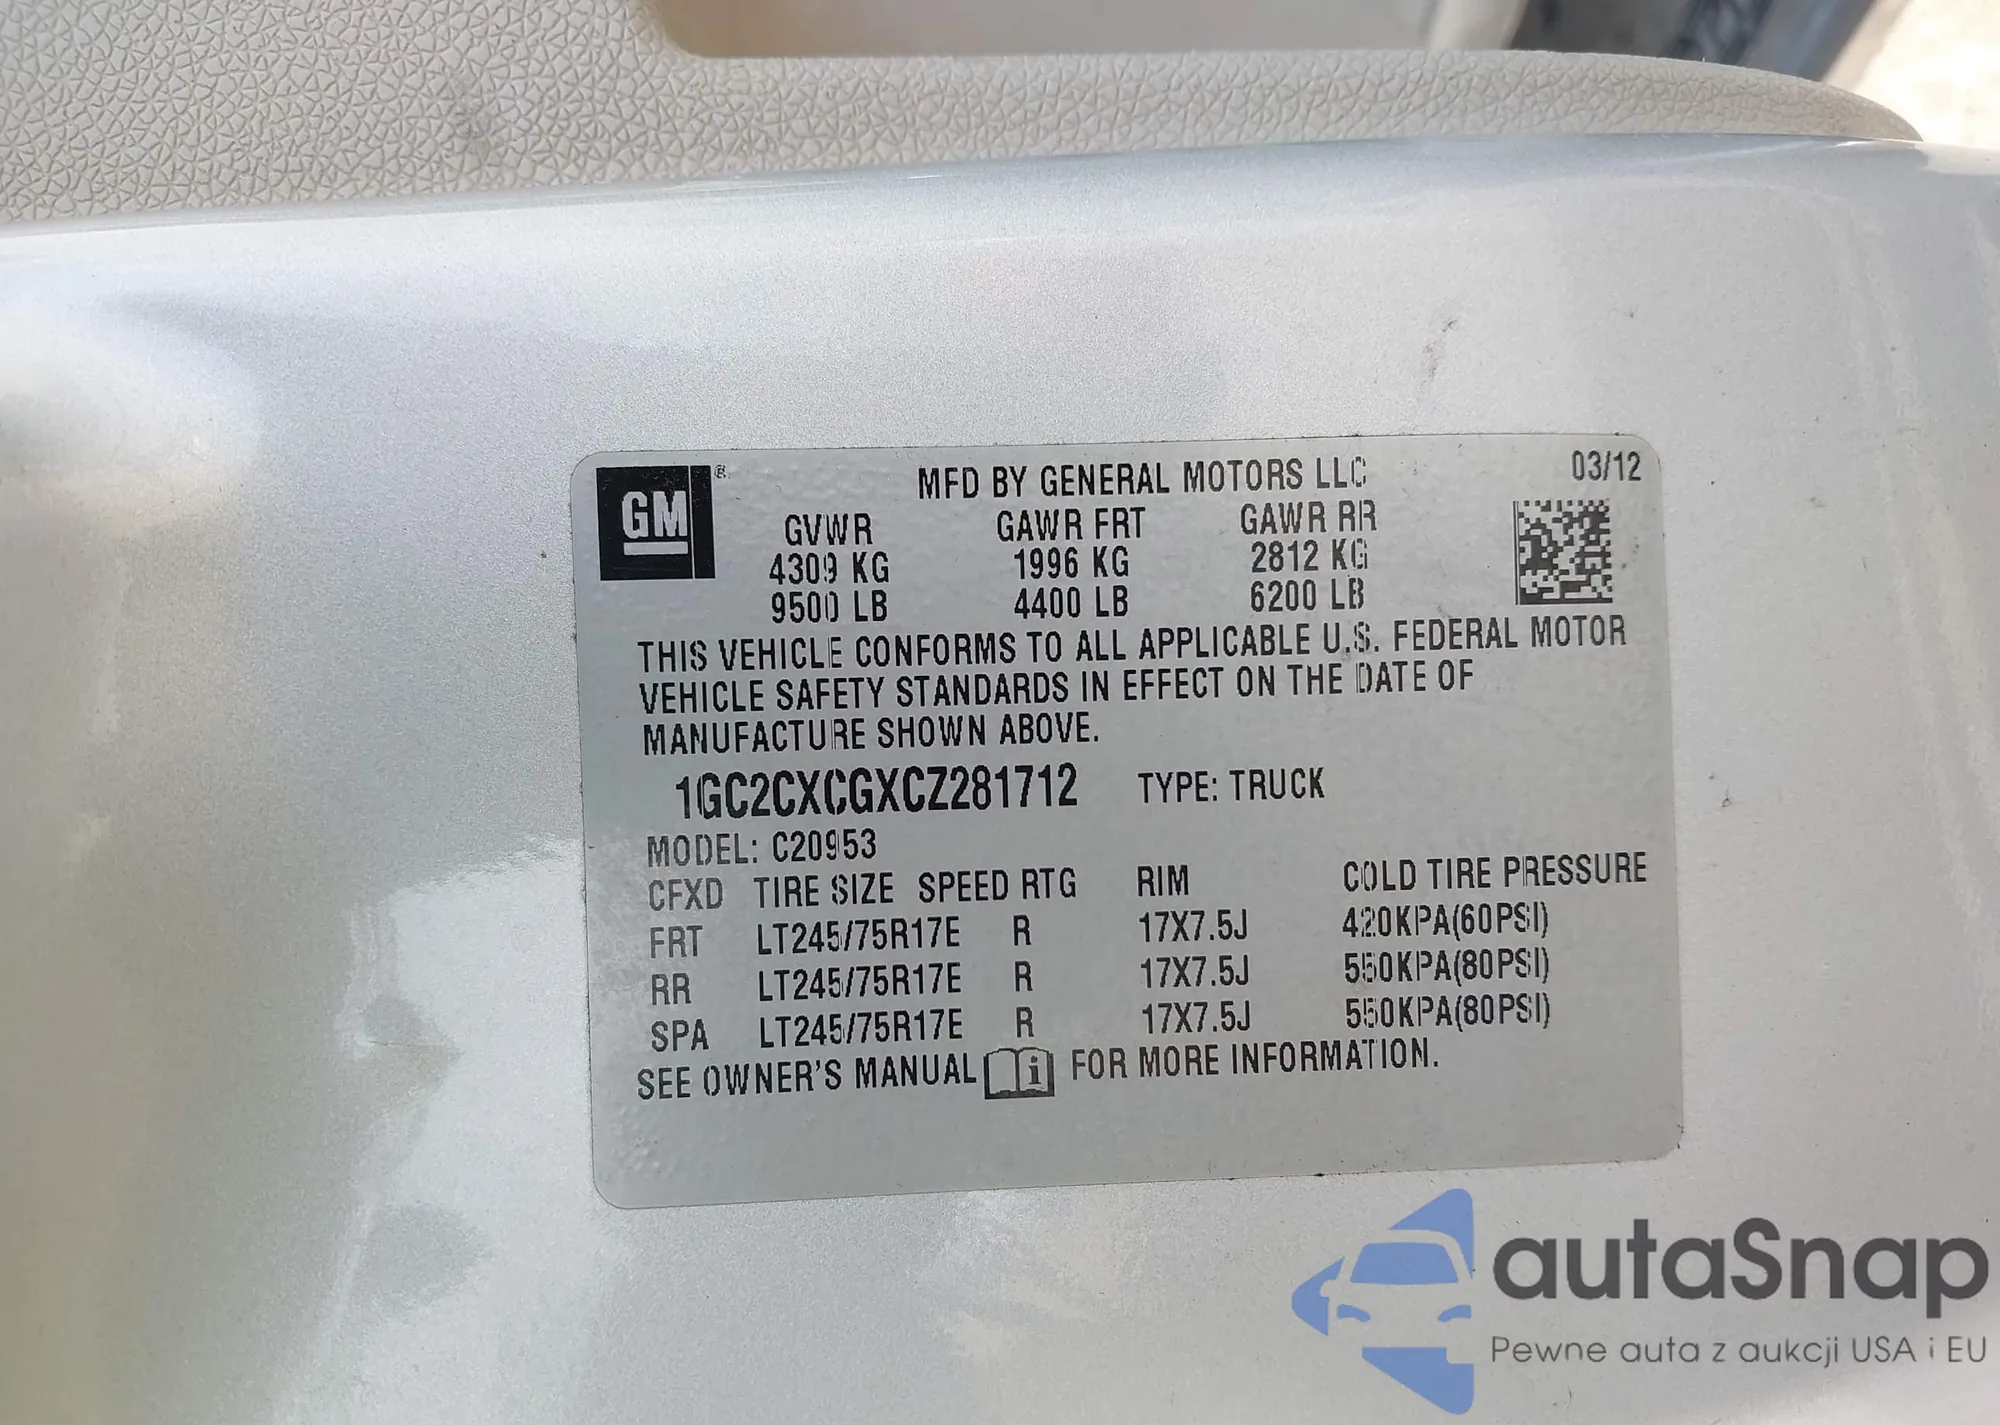 GM ®
MFD BY GENERAL MOTORS LLC 03/12
GVWR GAWR FRT GAWR RR
4309 KG 1996 KG 2812 KG
9500 LB 4400 LB 6200 LB
THIS VEHICLE CONFORMS TO ALL APPLICABLE U.S. FEDERAL MOTOR
VEHICLE SAFETY STANDARDS IN EFFECT ON THE DATE OF
MANUFACTURE SHOWN ABOVE.
1GC2CXCGXCZ281712 TYPE: TRUCK
MODEL: C20953
CFXD TIRE SIZE SPEED RTG RIM COLD TIRE PRESSURE
FRT LT245/75R17E R 17X7.5J 420KPA(60PSI)
RR LT245/75R17E R 17X7.5J 550KPA(80PSI)
SPA LT245/75R17E R 17X7.5J 550KPA(80PSI)
SEE OWNER'S MANUAL i FOR MORE INFORMATION.
autaSnap
Pewne auta z aukcji USA i EU